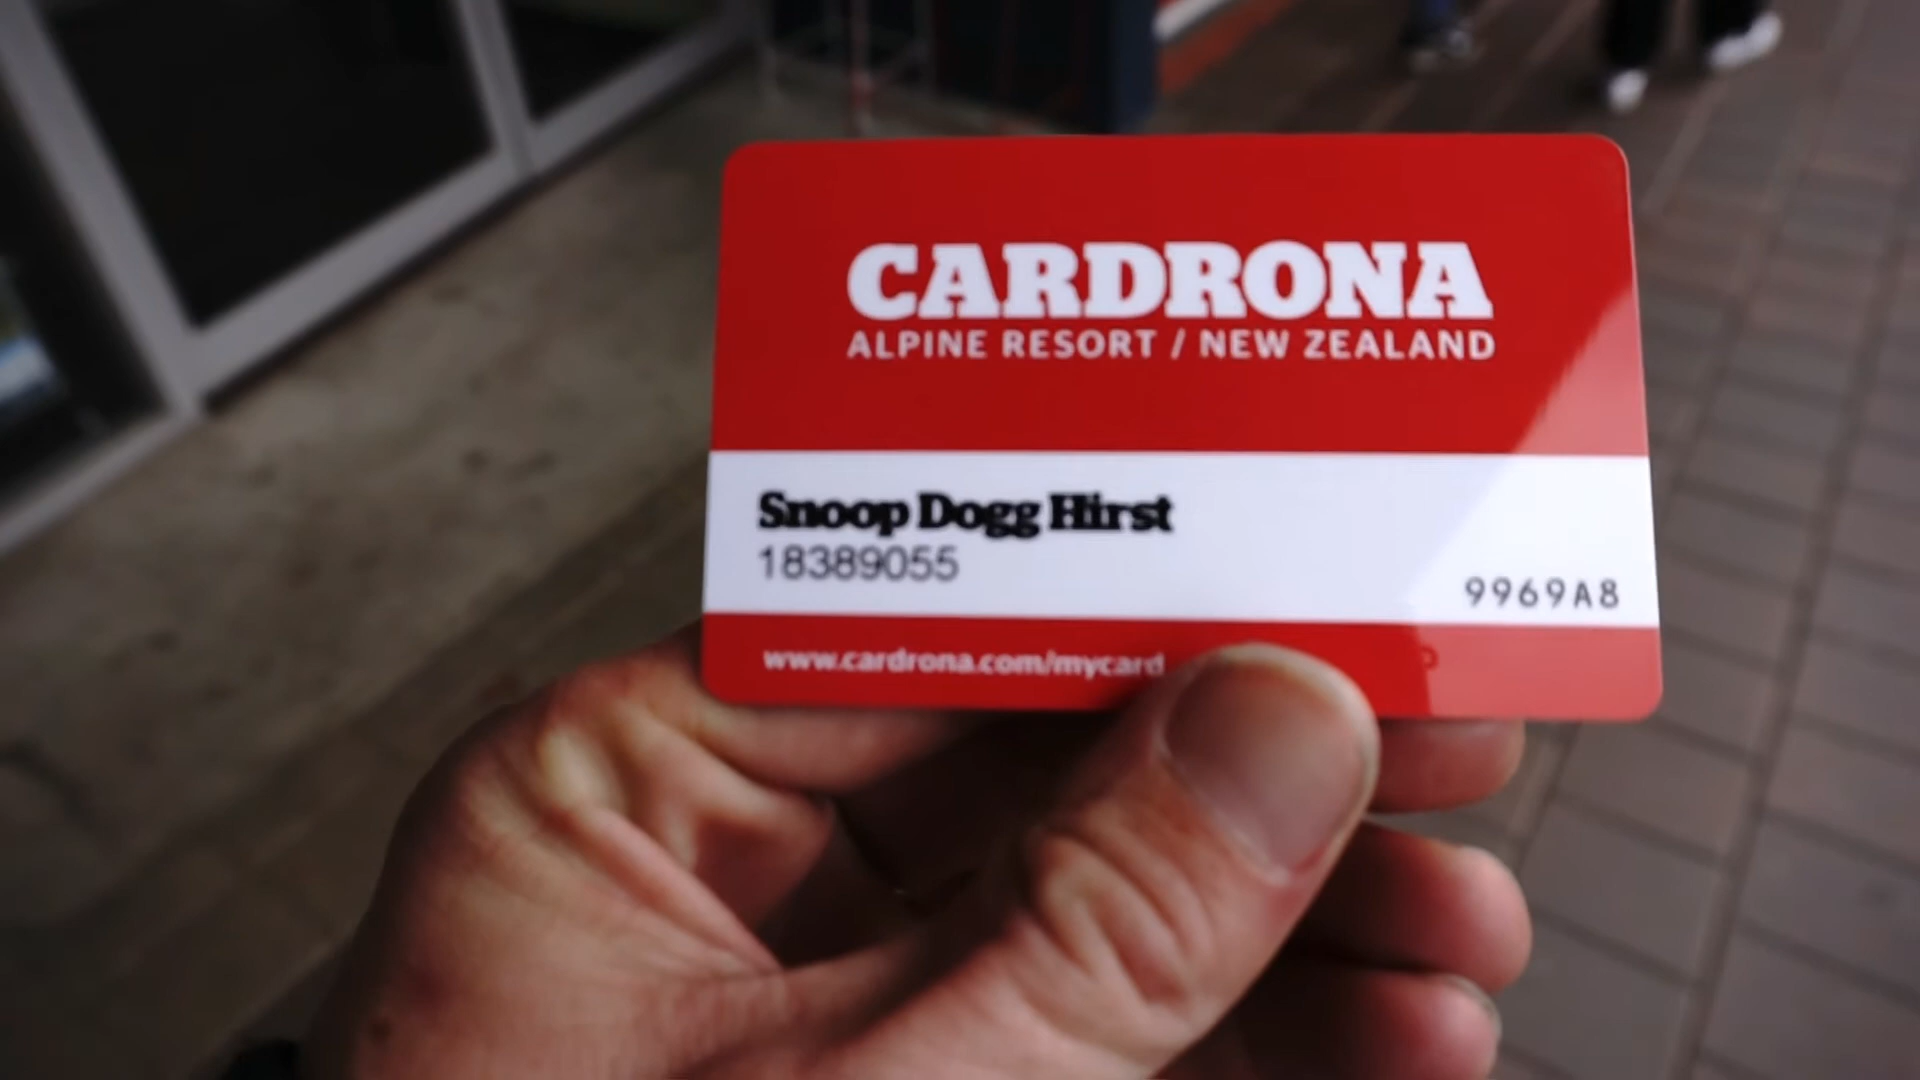 CARDRONA
ALPINE RESORT / NEW ZEALAND
Snoop Dogg Hirst
18389055
9969A8
www.cardrona.com/mycard